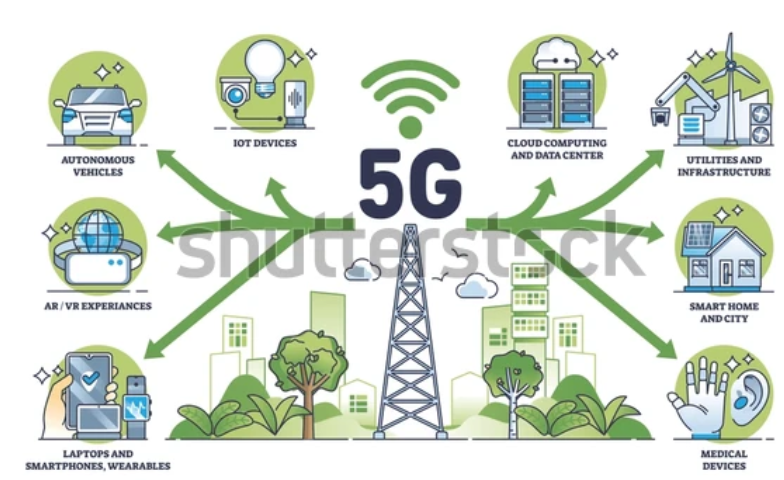 5G
AUTONOMOUS
VEHICLES
IOT DEVICES
CLOUD COMPUTING
AND DATA CENTER
UTILITIES AND
INFRASTRUCTURE
shutterstock
AR / VR EXPERIANCES
SMART HOME
AND CITY
LAPTOPS AND
SMARTPHONES, WEARABLES
MEDICAL
DEVICES